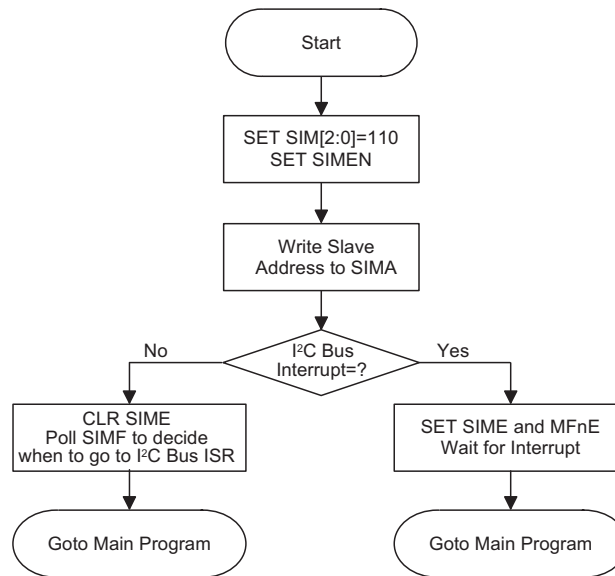 Start
SET SIM[2:0]=110
SET SIMEN
Write Slave
Address to SIMA
No
I²C Bus
Interrupt=?
Yes
CLR SIME
Poll SIMF to decide
when to go to I²C Bus ISR
SET SIME and MFnE
Wait for Interrupt
Goto Main Program
Goto Main Program